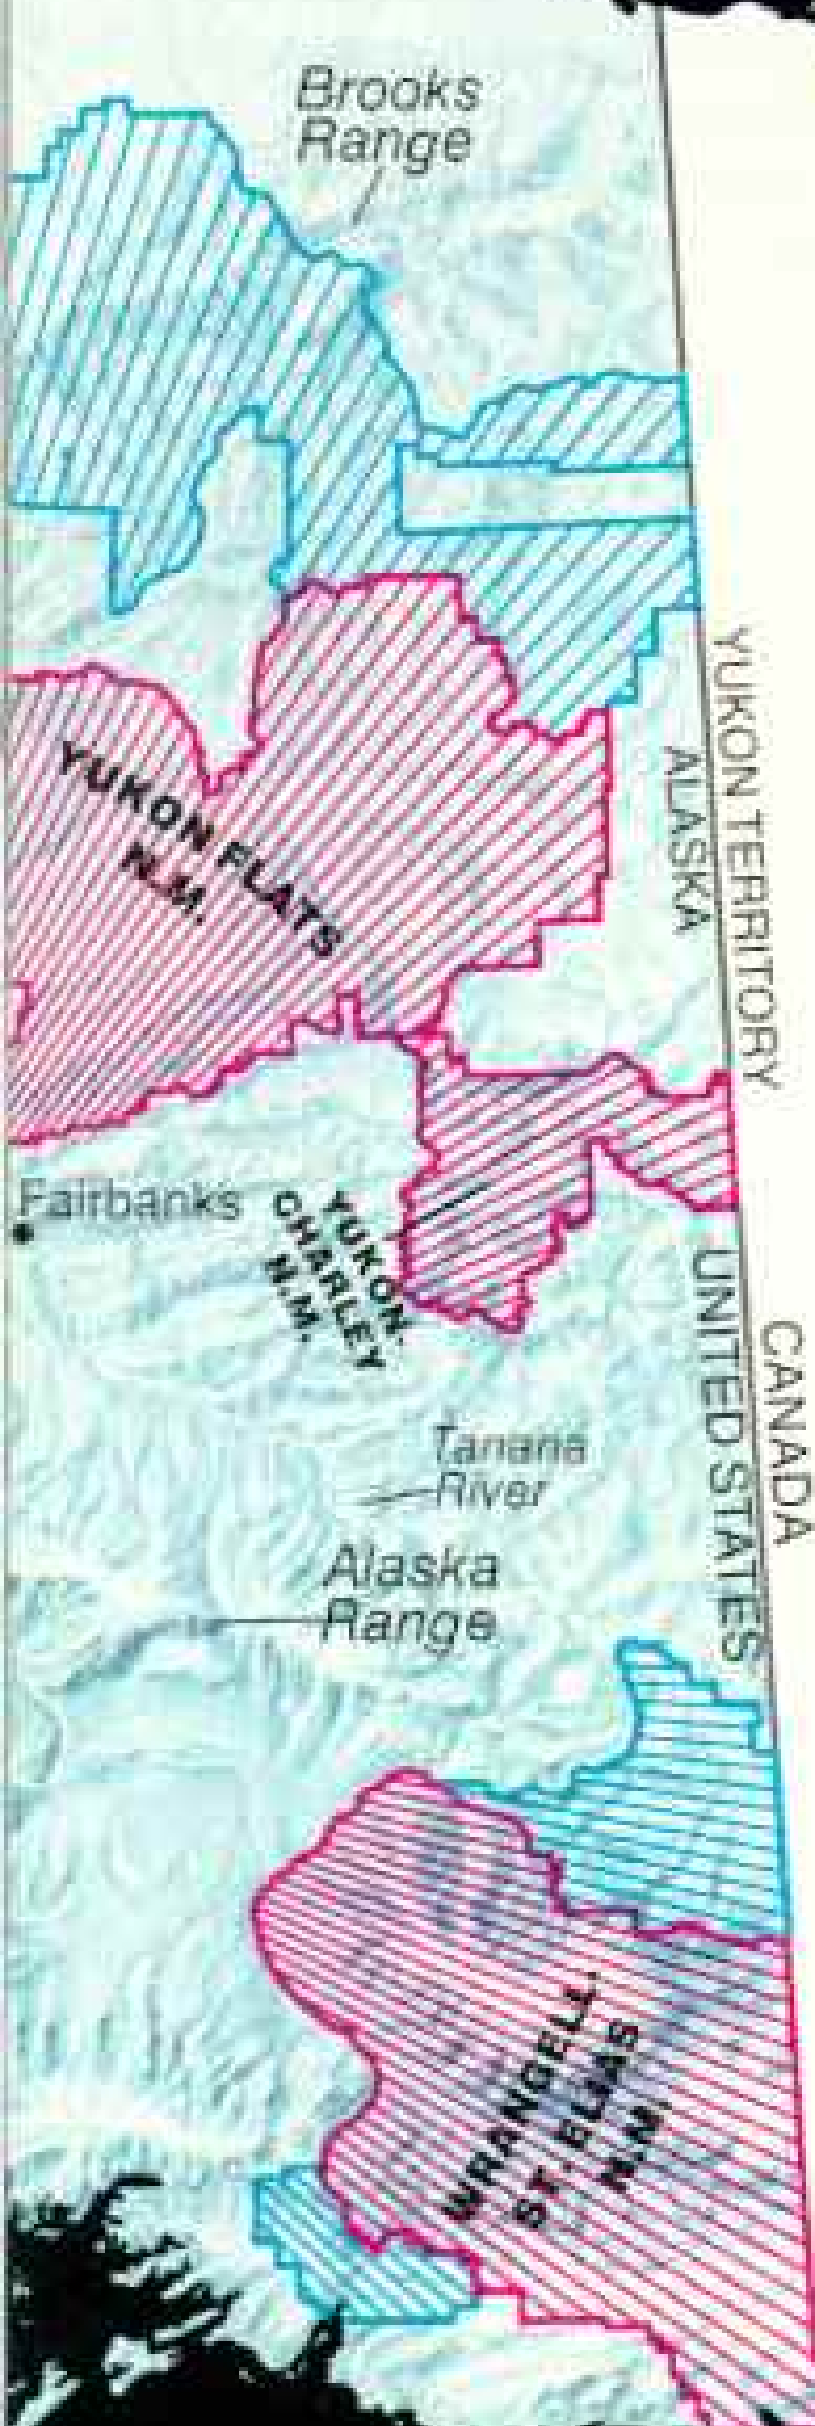 Brooks
Range
YUKON TERRITORY
ALASKA
YUKON FLATS
N.M.
Fairbanks
YUKON-
CHARLEY
N.M.
UNITED STATES
CANADA
Tanana
River
Alaska
Range
WRANGELL-
ST. ELIAS
N.M.